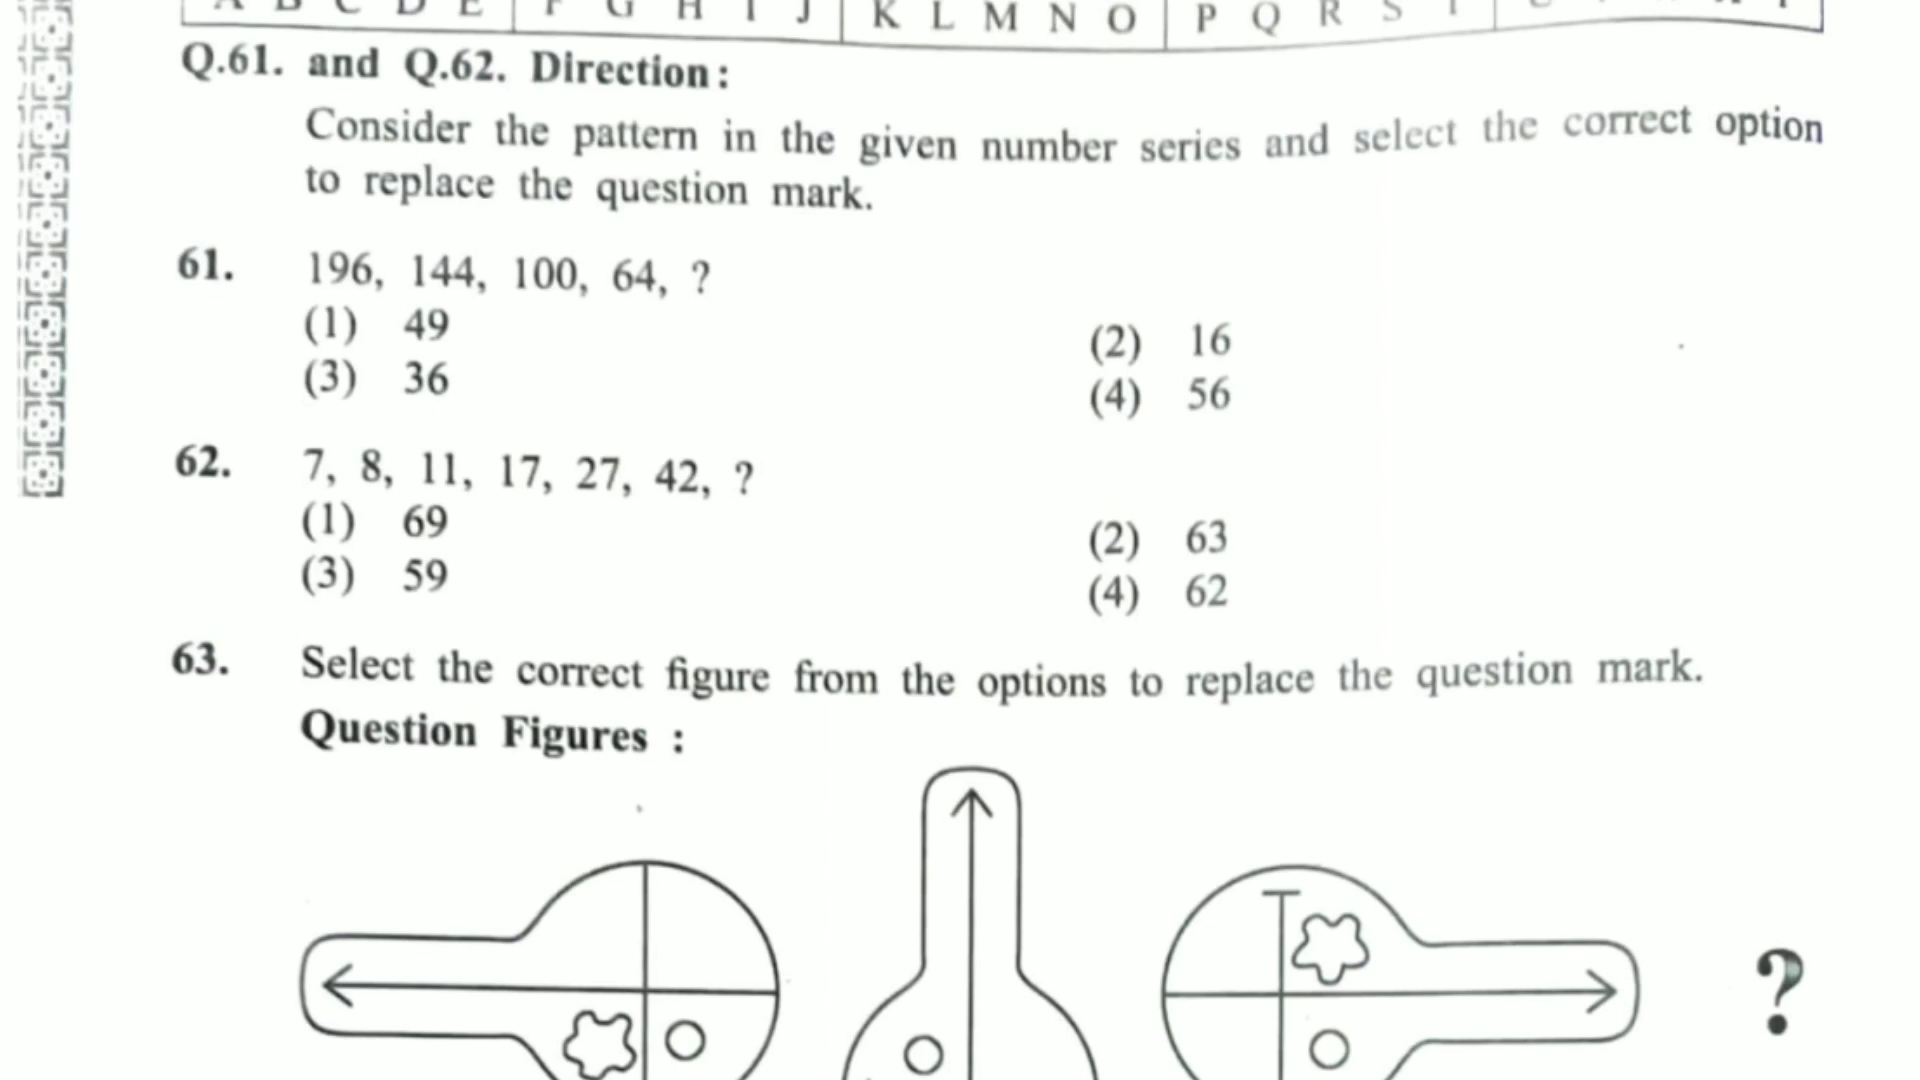 A B C D E F G H I J K L M N O P Q R S T
Q.61. and Q.62. Direction:
Consider the pattern in the given number series and select the correct option
to replace the question mark.
61. 196, 144, 100, 64, ?
(1) 49 (2) 16
(3) 36 (4) 56
62. 7, 8, 11, 17, 27, 42, ?
(1) 69 (2) 63
(3) 59 (4) 62
63. Select the correct figure from the options to replace the question mark.
Question Figures :
?